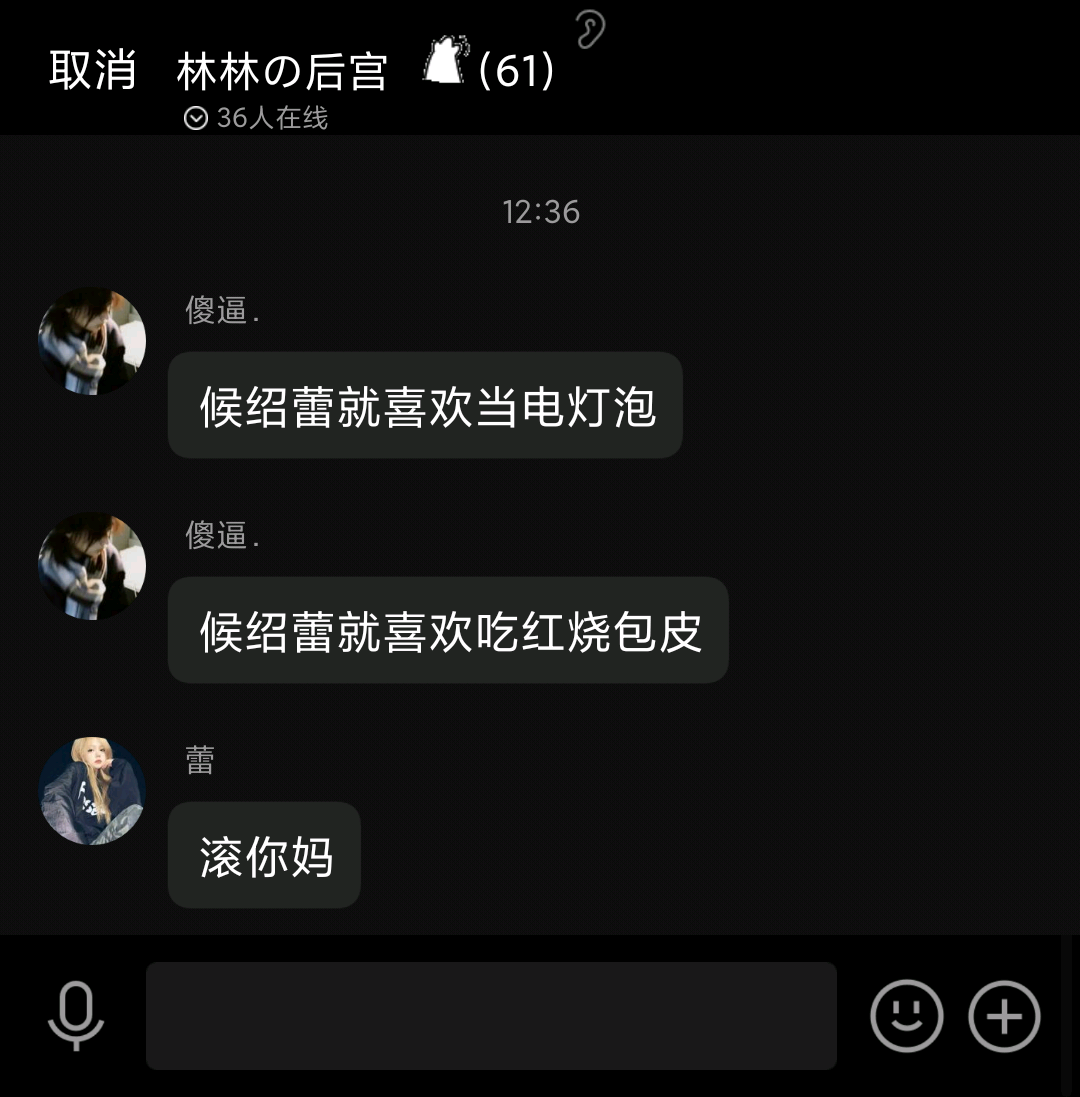 取消 林林の后宫 (61)
36人在线
12:36
傻逼.
候绍蕾就喜欢当电灯泡
傻逼.
候绍蕾就喜欢吃红烧包皮
蕾
滚你妈